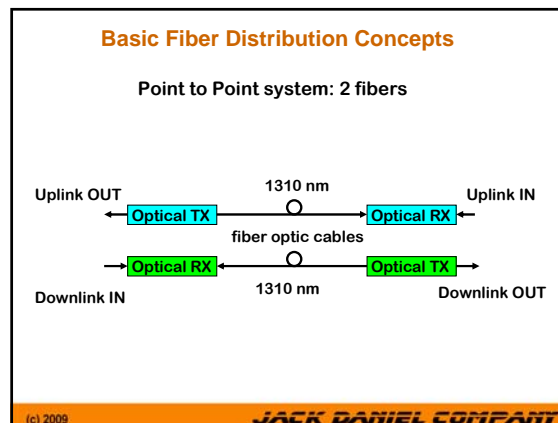 Basic Fiber Distribution Concepts
Point to Point system: 2 fibers
1310 nm
Uplink OUT
Uplink IN
Optical TX
Optical RX
fiber optic cables
Optical RX
Optical TX
Downlink IN
1310 nm
Downlink OUT
(c) 2009
JACK DANIEL COMPANY